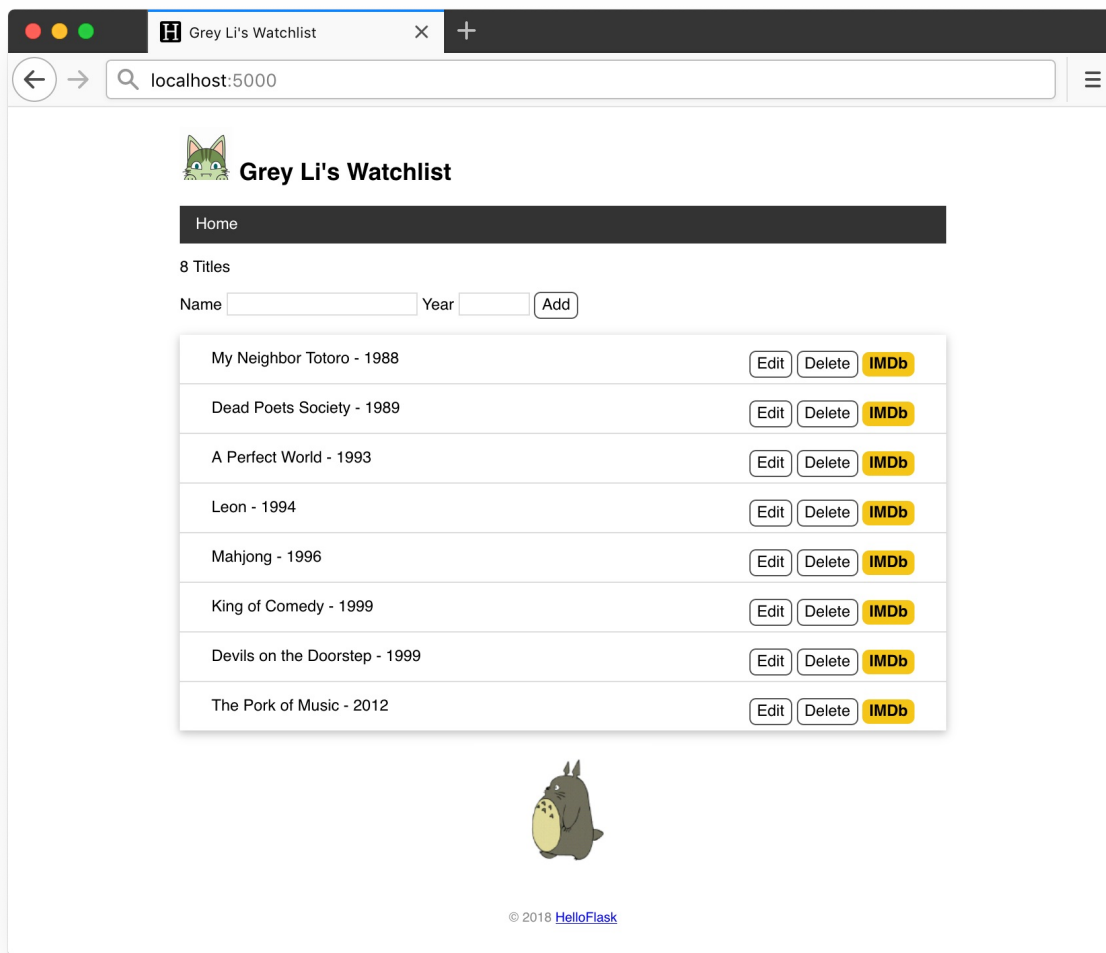 H Grey Li's Watchlist
localhost:5000
Grey Li's Watchlist
Home
8 Titles
Name Year Add
My Neighbor Totoro - 1988 Edit Delete IMDb
Dead Poets Society - 1989 Edit Delete IMDb
A Perfect World - 1993 Edit Delete IMDb
Leon - 1994 Edit Delete IMDb
Mahjong - 1996 Edit Delete IMDb
King of Comedy - 1999 Edit Delete IMDb
Devils on the Doorstep - 1999 Edit Delete IMDb
The Pork of Music - 2012 Edit Delete IMDb
© 2018 HelloFlask